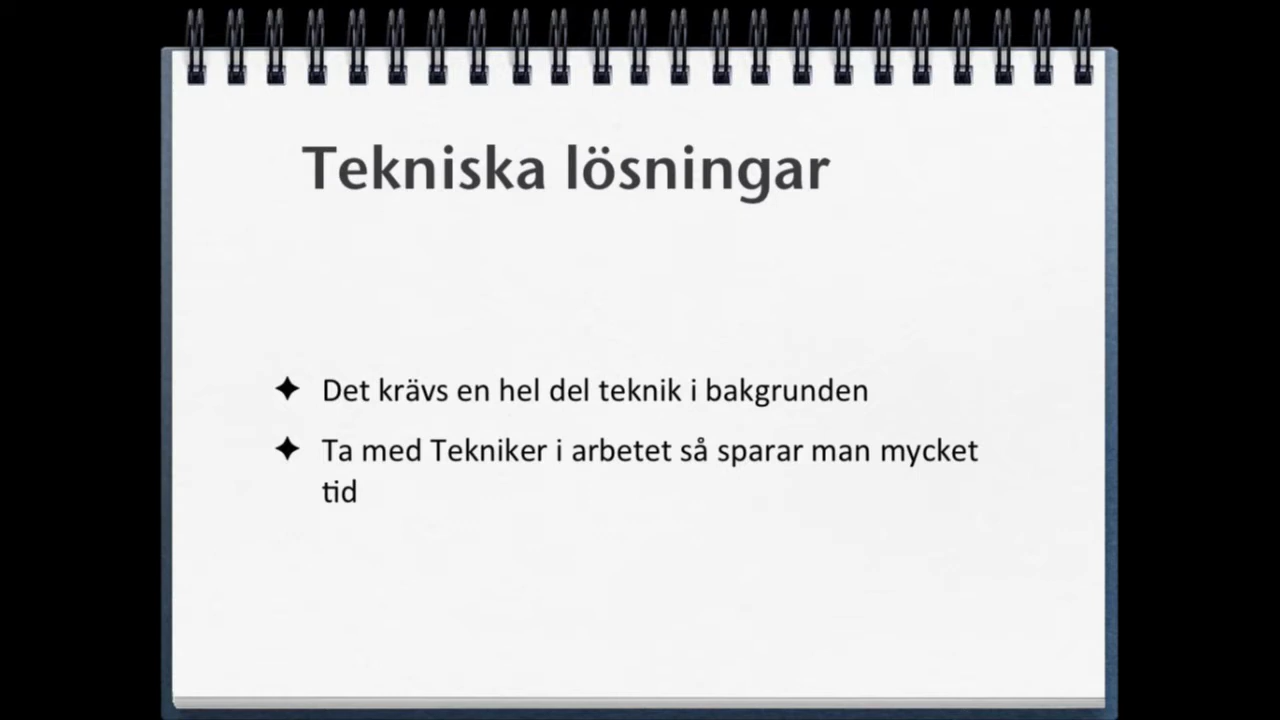 Tekniska lösningar
Det krävs en hel del teknik i bakgrunden
Ta med Tekniker i arbetet så sparar man mycket
tid